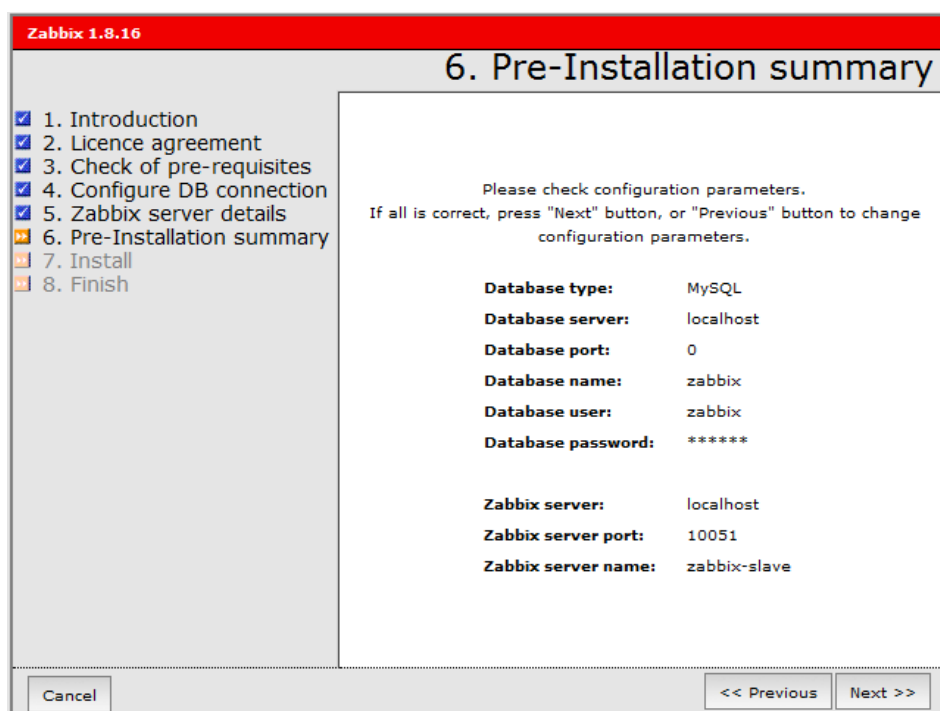 Zabbix 1.8.16
6. Pre-Installation summary
1. Introduction
2. Licence agreement
3. Check of pre-requisites
4. Configure DB connection
5. Zabbix server details
6. Pre-Installation summary
7. Install
8. Finish
Please check configuration parameters.
If all is correct, press "Next" button, or "Previous" button to change
configuration parameters.
Database type: MySQL
Database server: localhost
Database port: 0
Database name: zabbix
Database user: zabbix
Database password: ******
Zabbix server: localhost
Zabbix server port: 10051
Zabbix server name: zabbix-slave
Cancel
<< Previous
Next >>